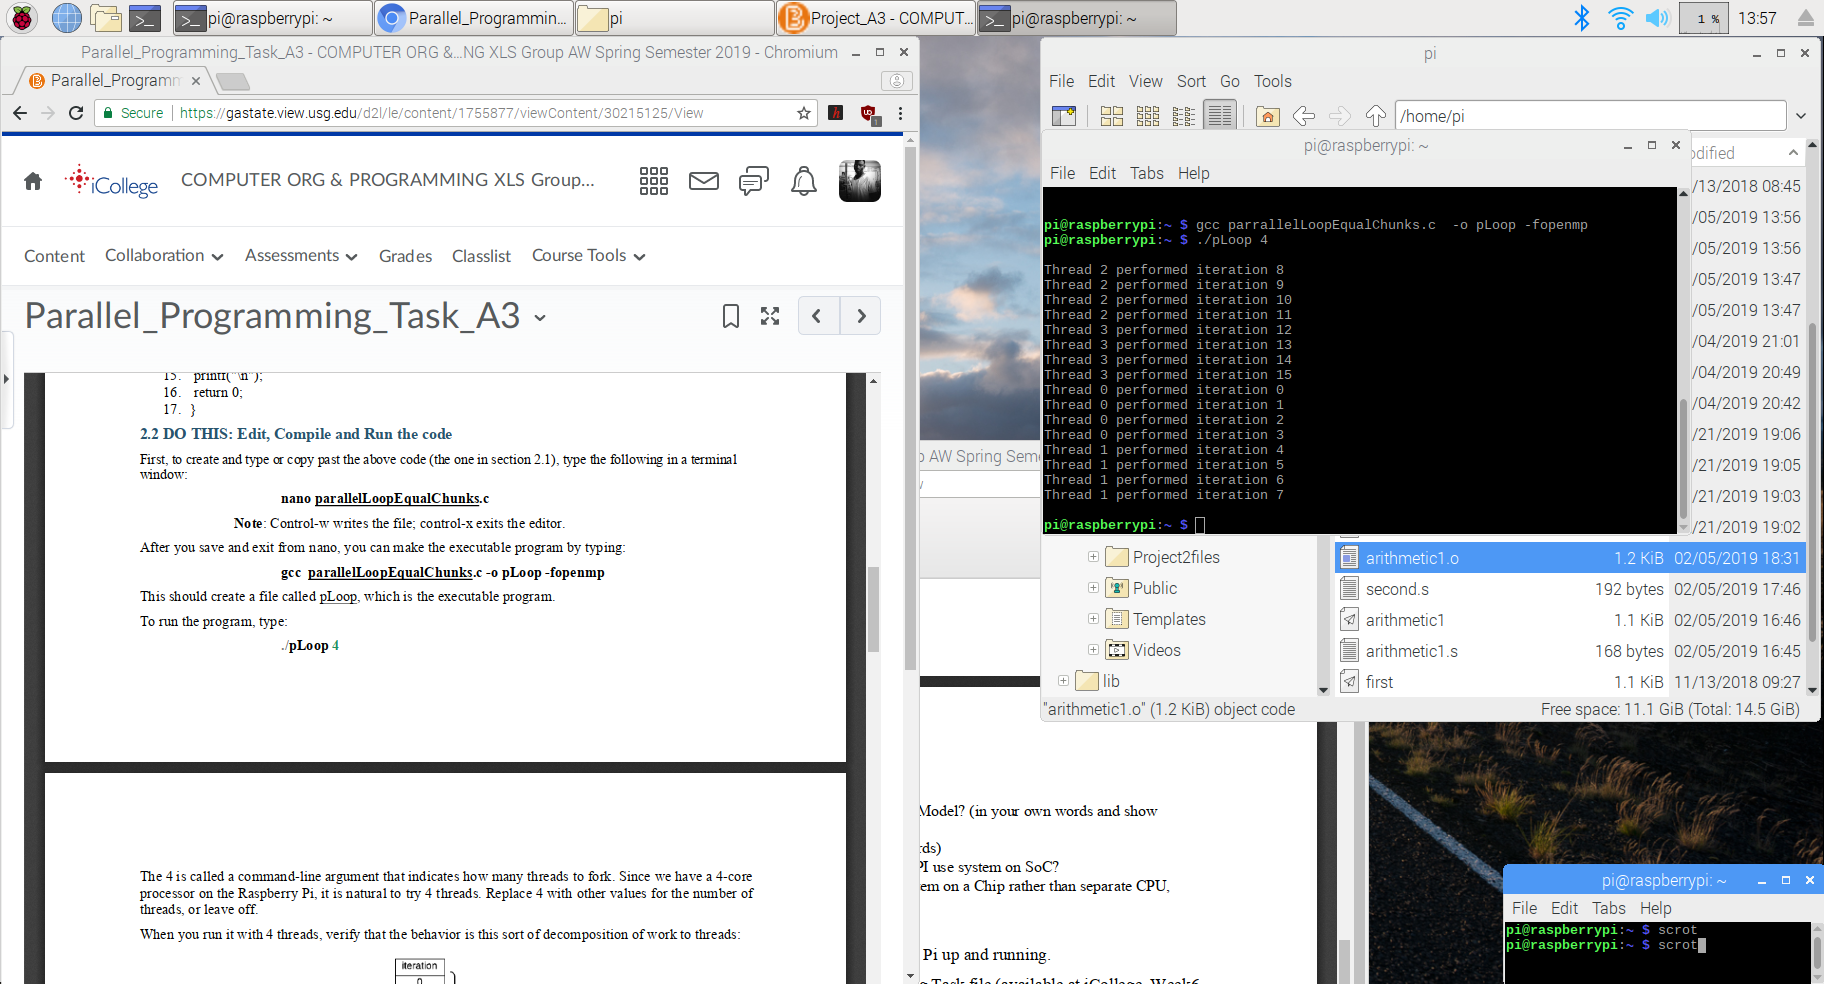 pi@raspberrypi: ~
Parallel_Programmin...
pi
Project_A3 - COMPUT...
pi@raspberrypi: ~
1 %
13:57
Parallel_Programming_Task_A3 - COMPUTER ORG &...NG XLS Group AW Spring Semester 2019 - Chromium
Parallel_Programm
Secure
https://gastate.view.usg.edu/d2l/le/content/1755877/viewContent/30215125/View
iCollege
COMPUTER ORG & PROGRAMMING XLS Group...
Content
Collaboration
Assessments
Grades
Classlist
Course Tools
Parallel_Programming_Task_A3
15. printf("\n");
16. return 0;
17. }
2.2 DO THIS: Edit, Compile and Run the code
First, to create and type or copy past the above code (the one in section 2.1), type the following in a terminal
window:
nano parallelLoopEqualChunks.c
Note: Control-w writes the file; control-x exits the editor.
After you save and exit from nano, you can make the executable program by typing:
gcc parallelLoopEqualChunks.c -o pLoop -fopenmp
This should create a file called pLoop, which is the executable program.
To run the program, type:
./pLoop 4
The 4 is called a command-line argument that indicates how many threads to fork. Since we have a 4-core
processor on the Raspberry Pi, it is natural to try 4 threads. Replace 4 with other values for the number of
threads, or leave off.
When you run it with 4 threads, verify that the behavior is this sort of decomposition of work to threads:
iteration
0
AW Spring Seme
Model? (in your own words and show
rds)
PI use system on SoC?
tem on a Chip rather than separate CPU,
Pi up and running.
Task file (available at iCollege, Week6
pi
File Edit View Sort Go Tools
/home/pi
odified
/13/2018 08:45
/05/2019 13:56
/05/2019 13:56
/05/2019 13:47
/05/2019 13:47
/04/2019 21:01
/04/2019 20:49
/04/2019 20:42
/21/2019 19:06
/21/2019 19:05
/21/2019 19:03
/21/2019 19:02
pi@raspberrypi: ~
File Edit Tabs Help
pi@raspberrypi:~ $ gcc parrallelLoopEqualChunks.c  -o pLoop -fopenmp
pi@raspberrypi:~ $ ./pLoop 4
Thread 2 performed iteration 8
Thread 2 performed iteration 9
Thread 2 performed iteration 10
Thread 2 performed iteration 11
Thread 3 performed iteration 12
Thread 3 performed iteration 13
Thread 3 performed iteration 14
Thread 3 performed iteration 15
Thread 0 performed iteration 0
Thread 0 performed iteration 1
Thread 0 performed iteration 2
Thread 0 performed iteration 3
Thread 1 performed iteration 4
Thread 1 performed iteration 5
Thread 1 performed iteration 6
Thread 1 performed iteration 7
pi@raspberrypi:~ $
Project2files
Public
Templates
Videos
lib
arithmetic1.o 1.2 KiB 02/05/2019 18:31
second.s 192 bytes 02/05/2019 17:46
arithmetic1 1.1 KiB 02/05/2019 16:46
arithmetic1.s 168 bytes 02/05/2019 16:45
first 1.1 KiB 11/13/2018 09:27
"arithmetic1.o" (1.2 KiB) object code
Free space: 11.1 GiB (Total: 14.5 GiB)
pi@raspberrypi: ~
File Edit Tabs Help
pi@raspberrypi:~ $ scrot
pi@raspberrypi:~ $ scrot